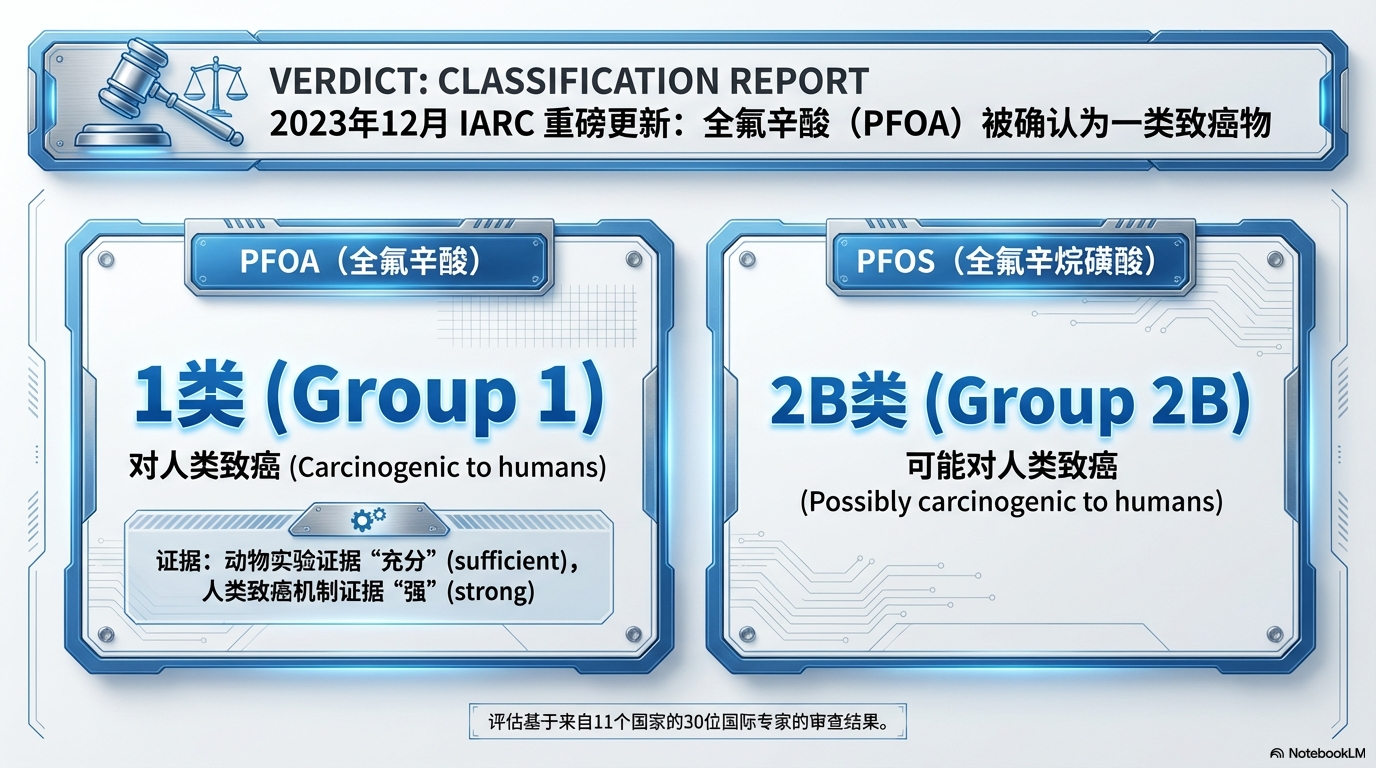 VERDICT: CLASSIFICATION REPORT
2023年12月 IARC 重磅更新：全氟辛酸（PFOA）被确认为一类致癌物
PFOA（全氟辛酸）
1类 (Group 1)
对人类致癌 (Carcinogenic to humans)
证据：动物实验证据“充分”(sufficient)，
人类致癌机制证据“强”(strong)
PFOS（全氟辛烷磺酸）
2B类 (Group 2B)
可能对人类致癌
(Possibly carcinogenic to humans)
评估基于来自11个国家的30位国际专家的审查结果。
NotebookLM